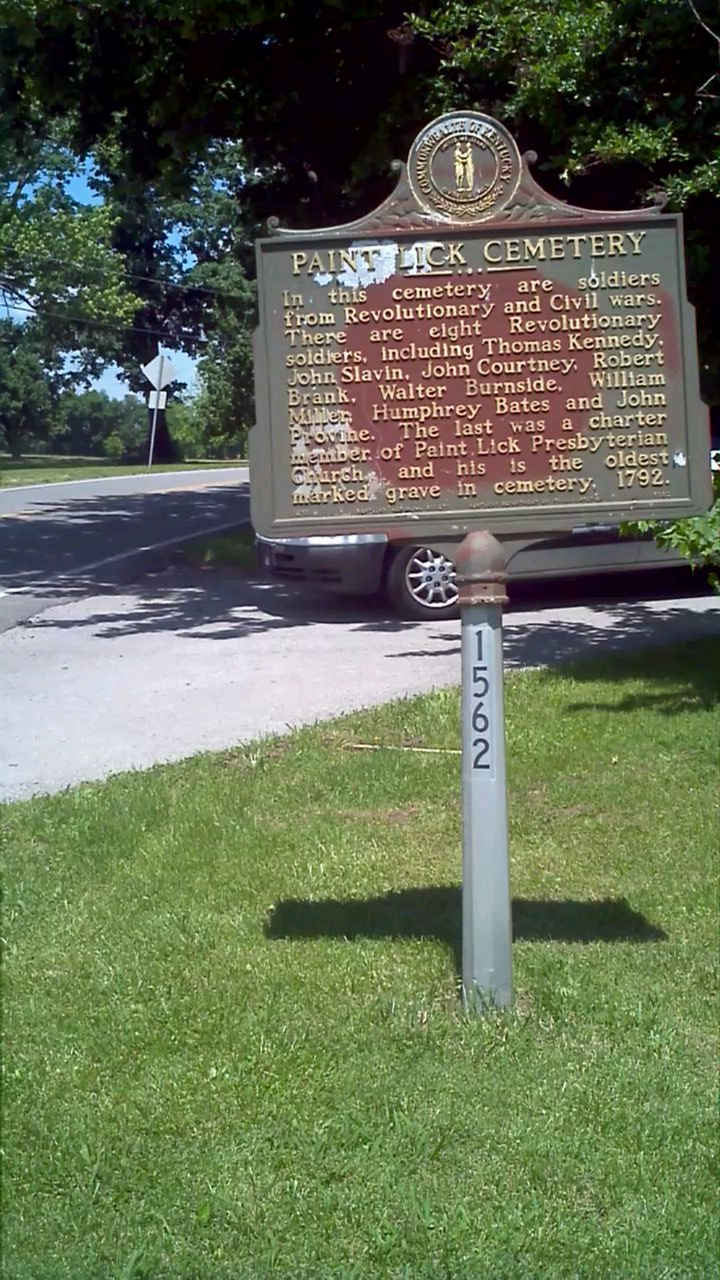 COMMONWEALTH OF KENTUCKY
PAINT LICK CEMETERY
In this cemetery are soldiers
from Revolutionary and Civil wars.
There are eight Revolutionary
soldiers, including Thomas Kennedy,
John Slavin, John Courtney, Robert
Brank, Walter Burnside, William
Miller, Humphrey Bates and John
Provine. The last was a charter
member of Paint Lick Presbyterian
Church, and his is the oldest
marked grave in cemetery, 1792.
1562